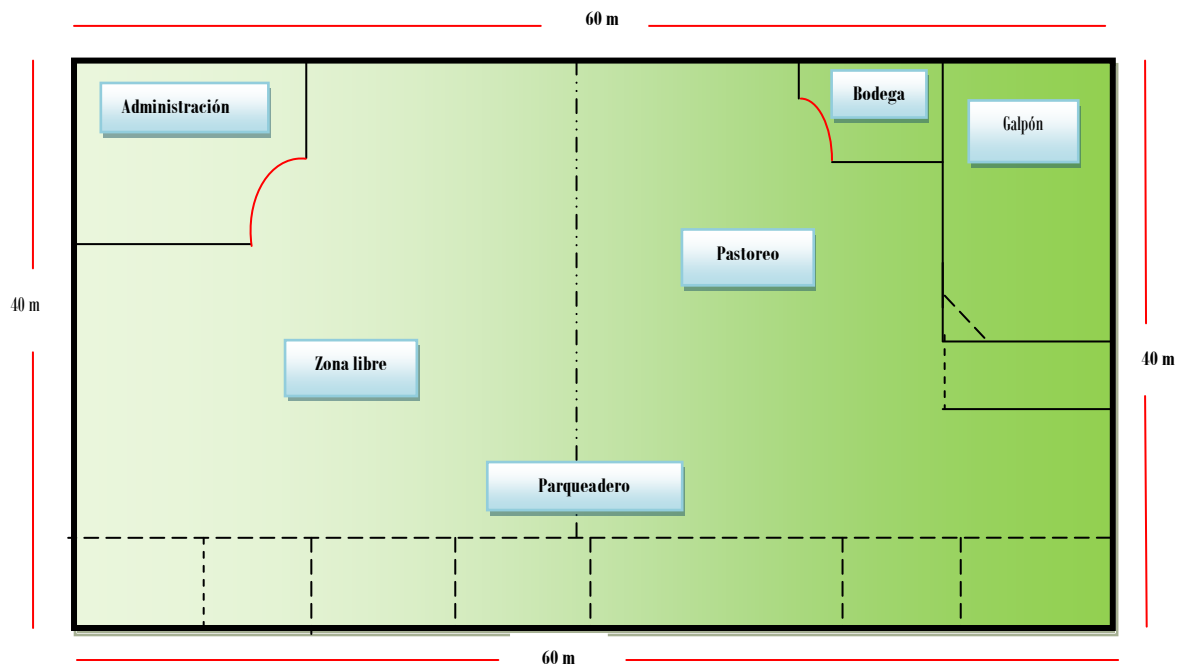 60 m
Administración
Bodega
Galpón
Pastoreo
40 m
Zona libre
40 m
Parqueadero
60 m